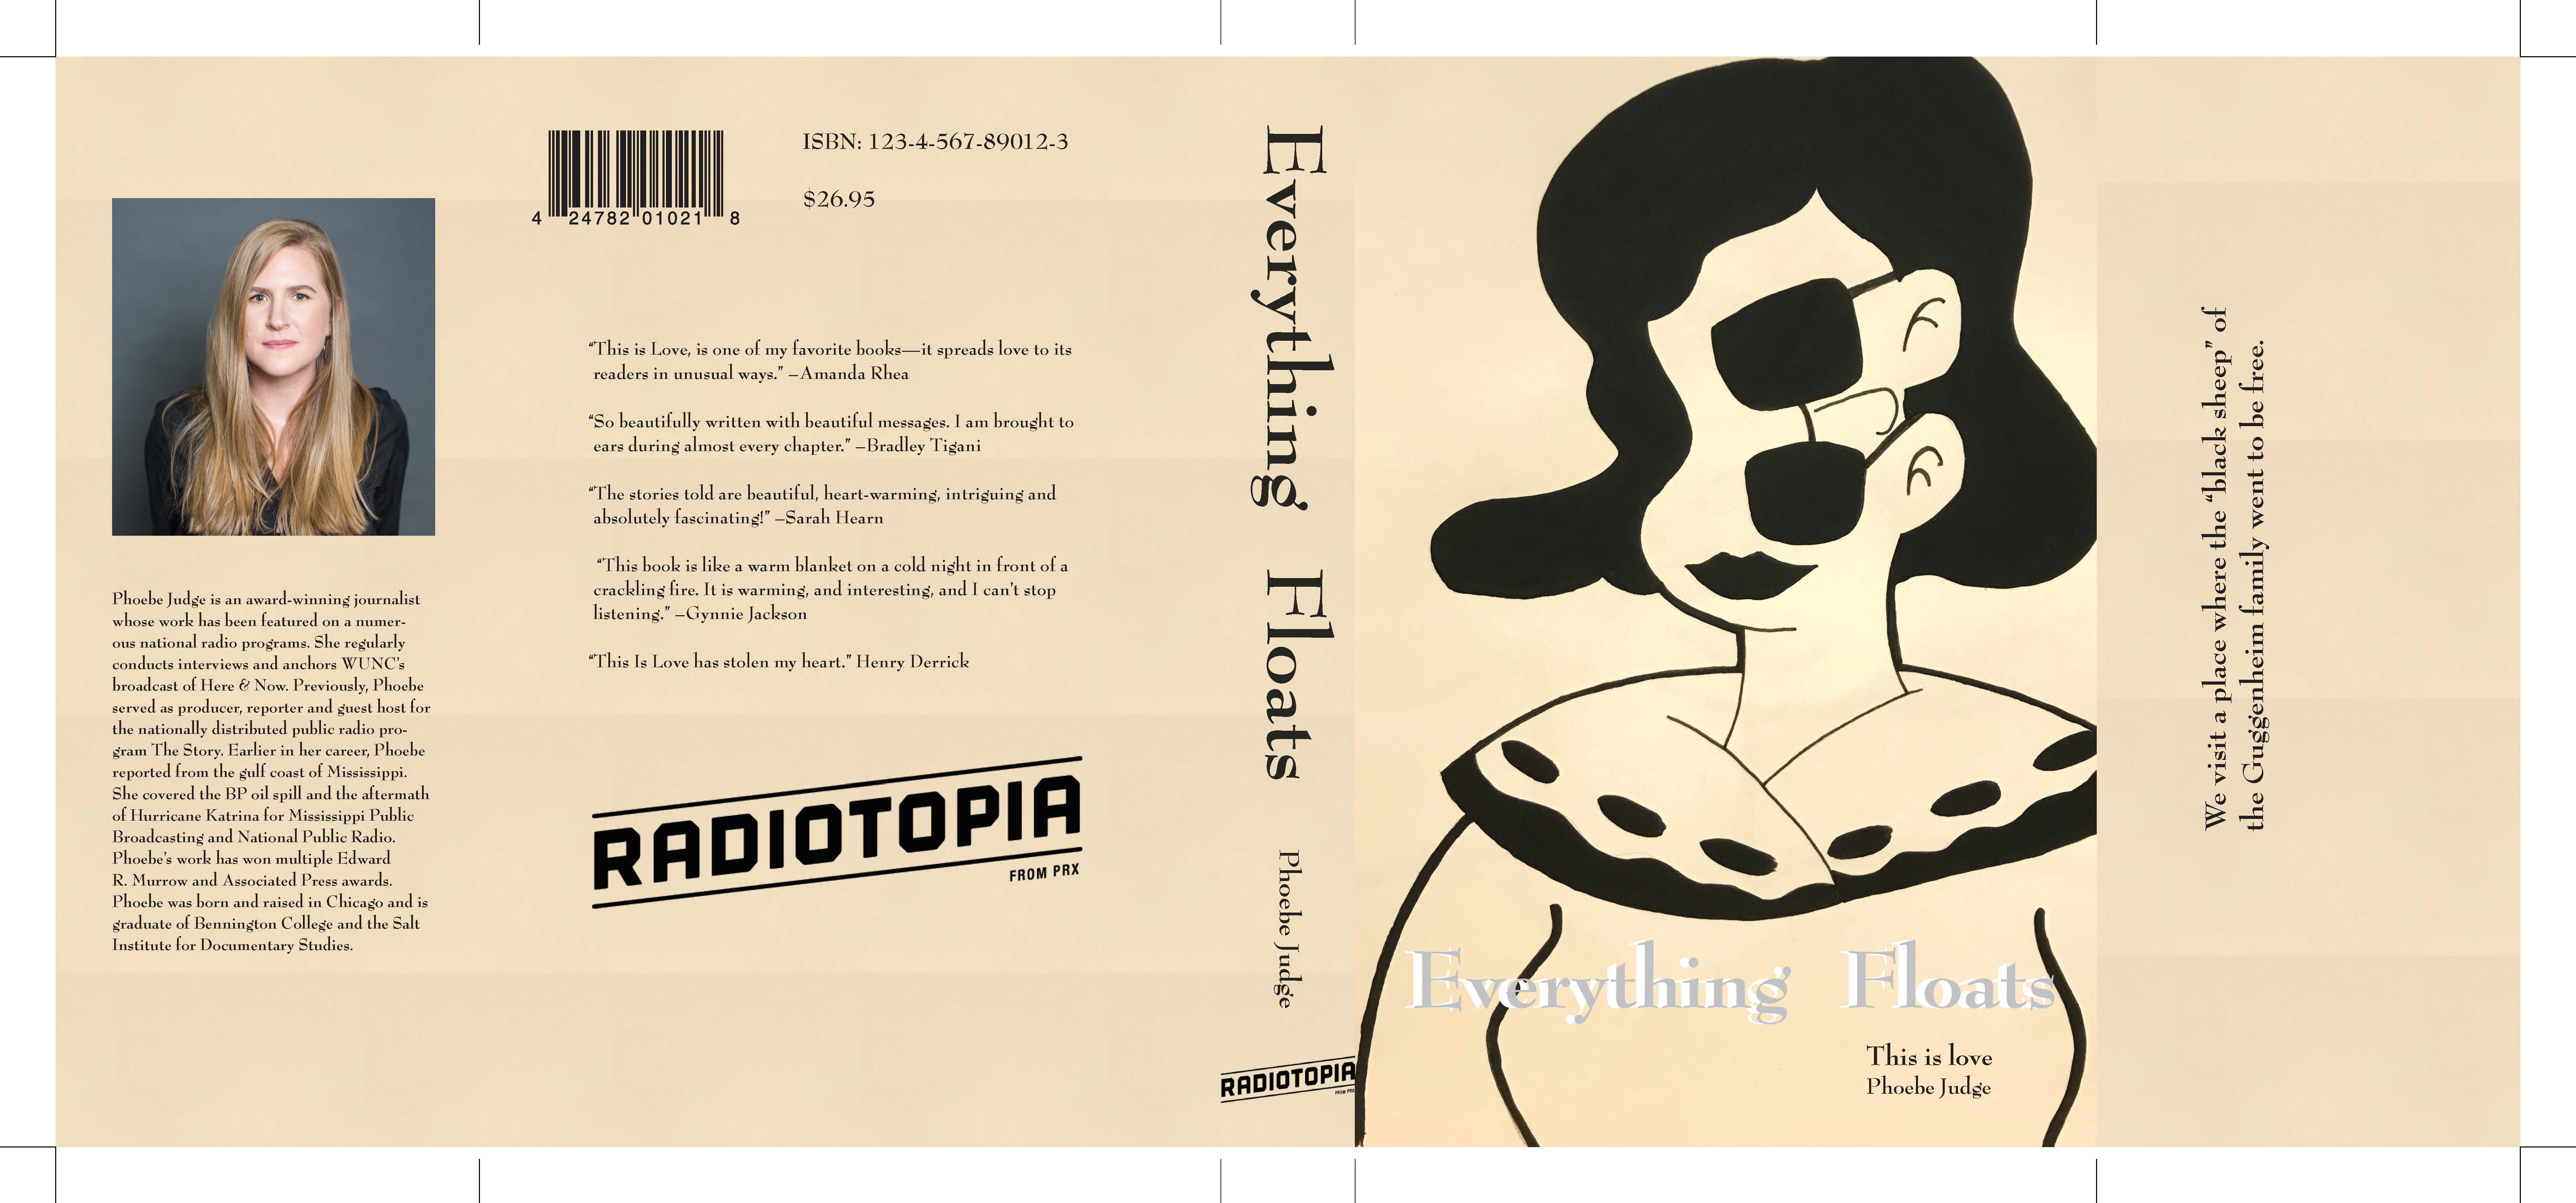 Phoebe Judge is an award-winning journalist
whose work has been featured on a numer-
ous national radio programs. She regularly
conducts interviews and anchors WUNC's
broadcast of Here & Now. Previously, Phoebe
served as producer, reporter and guest host for
the nationally distributed public radio pro-
gram The Story. Earlier in her career, Phoebe
reported from the gulf coast of Mississippi.
She covered the BP oil spill and the aftermath
of Hurricane Katrina for Mississippi Public
Broadcasting and National Public Radio.
Phoebe's work has won multiple Edward
R. Murrow and Associated Press awards.
Phoebe was born and raised in Chicago and is
graduate of Bennington College and the Salt
Institute for Documentary Studies.
4 24782 01021 8
ISBN: 123-4-567-89012-3
$26.95
“This is Love, is one of my favorite books—it spreads love to its
readers in unusual ways.” –Amanda Rhea
“So beautifully written with beautiful messages. I am brought to
ears during almost every chapter.” –Bradley Tigani
“The stories told are beautiful, heart-warming, intriguing and
absolutely fascinating!” –Sarah Hearn
“This book is like a warm blanket on a cold night in front of a
crackling fire. It is warming, and interesting, and I can't stop
listening.” –Gynnie Jackson
“This Is Love has stolen my heart.” Henry Derrick
RADIOTOPIA
FROM PRX
Everything Floats
Phoebe Judge
RADIOTOPIA
FROM PRX
Everything Floats
This is love
Phoebe Judge
We visit a place where the “black sheep” of
the Guggenheim family went to be free.